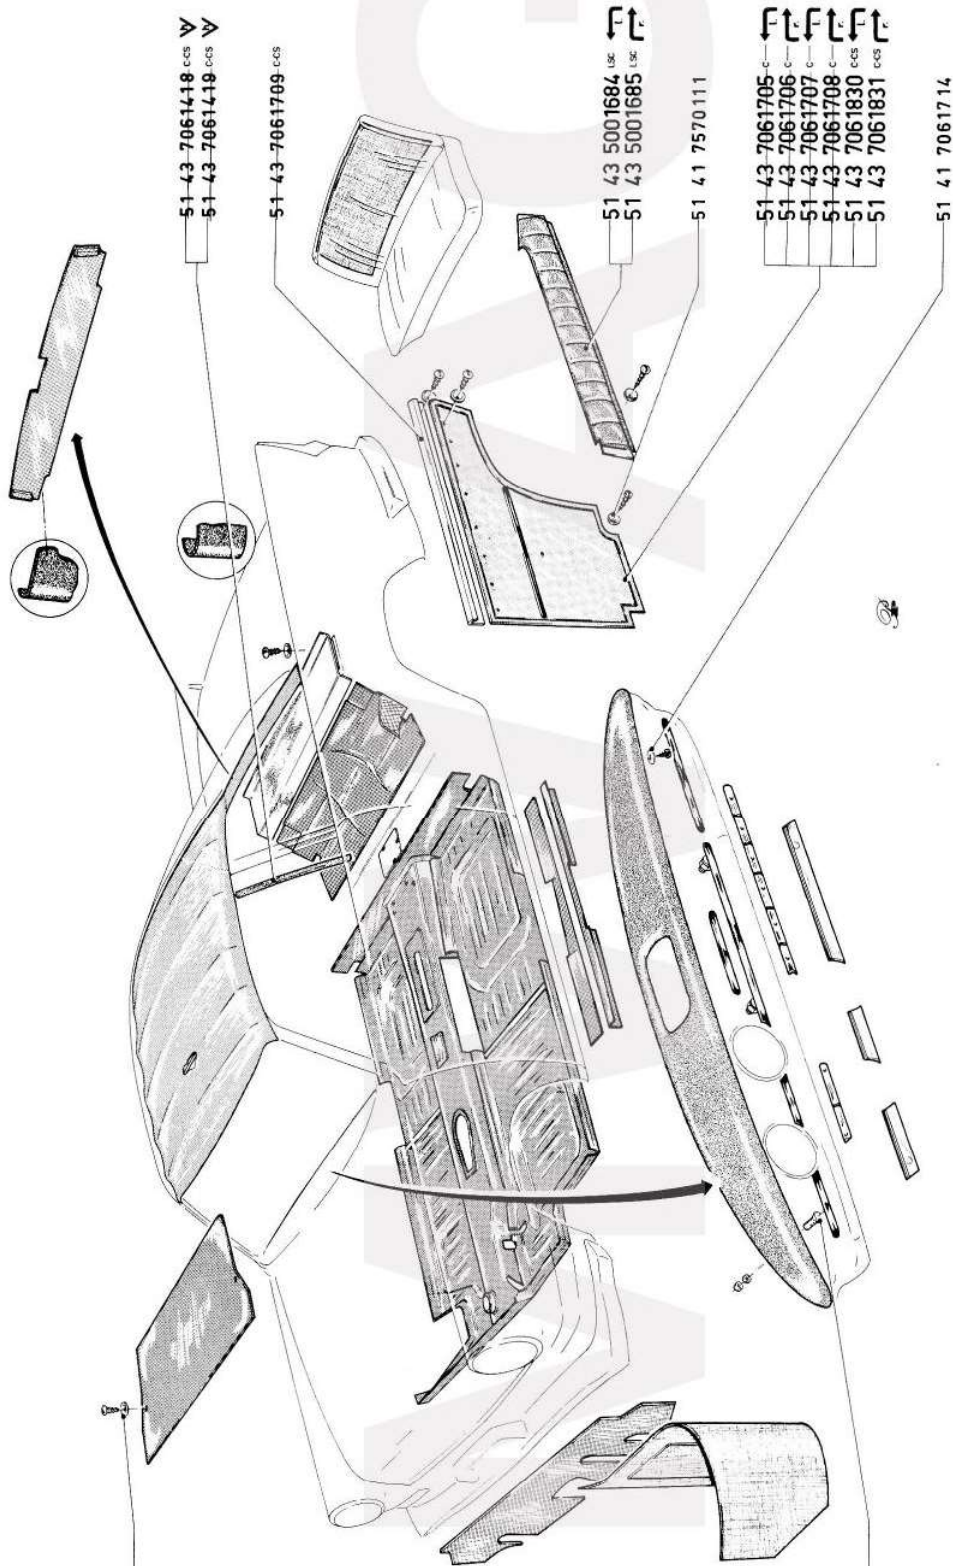 51 43 7061418 C-CS W
51 43 7061419 C-CS W
51 43 7061709 C-CS
51 43 5001684 LSC L
51 43 5001685 LSC R
51 41 7570111
51 43 7061705 C L
51 43 7061706 C R
51 43 7061707 C L
51 43 7061708 C R
51 43 7061830 C-CS L
51 43 7061831 C-CS R
51 41 7061714